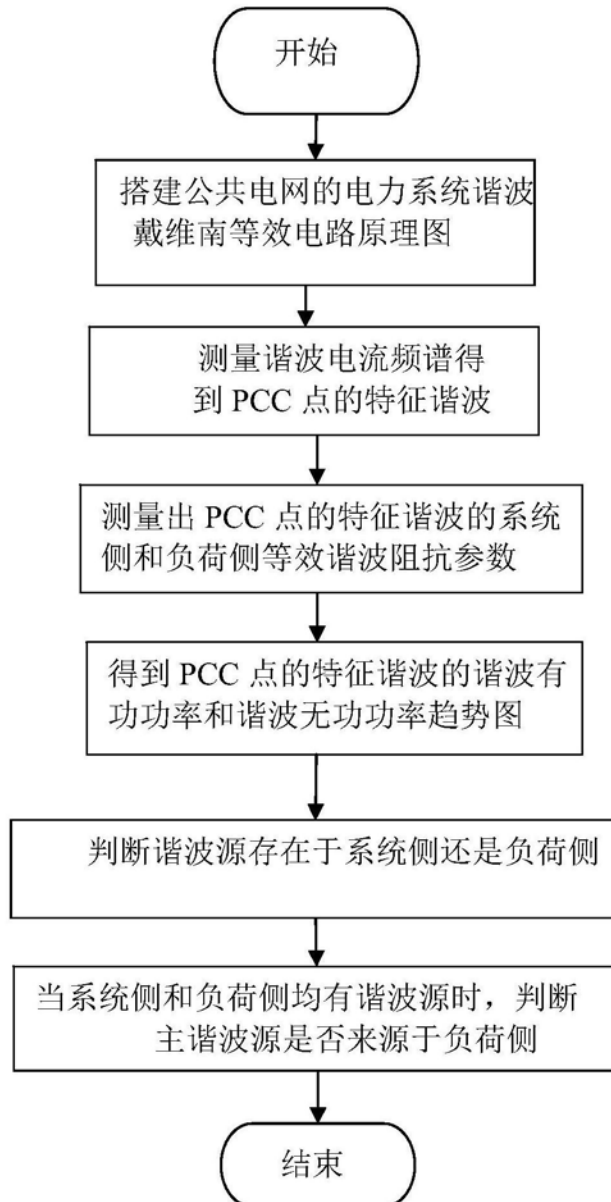 开始
搭建公共电网的电力系统谐波
戴维南等效电路原理图
测量谐波电流频谱得
到 PCC 点的特征谐波
测量出 PCC 点的特征谐波的系统
侧和负荷侧等效谐波阻抗参数
得到 PCC 点的特征谐波的谐波有
功功率和谐波无功功率趋势图
判断谐波源存在于系统侧还是负荷侧
当系统侧和负荷侧均有谐波源时，判断
主谐波源是否来源于负荷侧
结束